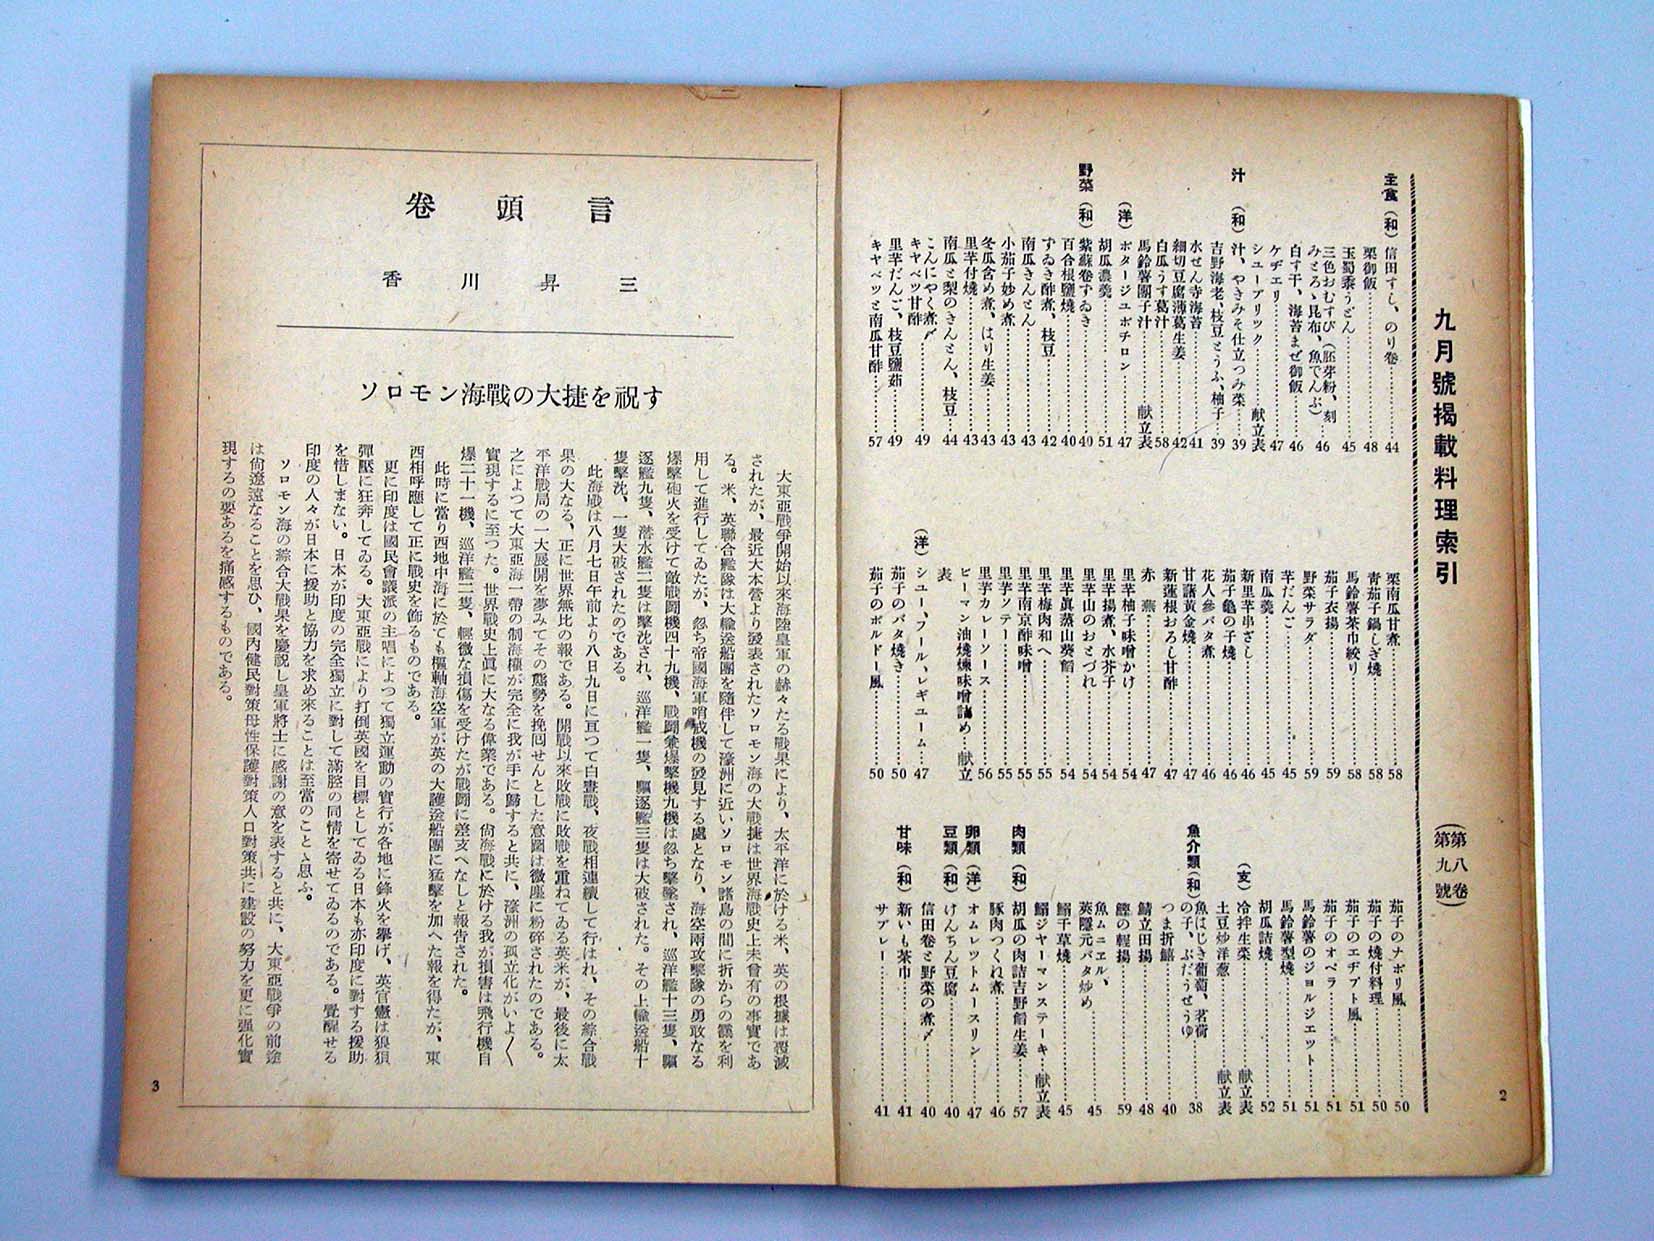 九月號揭載料理索引
（第八卷
第九號）
主食（和）信田すし、のり卷……44
栗御飯……48
玉蜀黍うどん……45
三色おむすび（胚芽粉、刻
みとろゝ昆布、魚でんぶ）……46
白す干、海苔まぜ御飯……46
ケヂェリ……47
シユーブリック……献立表
汁（和）汁、やきみそ仕立つみ菜……39
吉野海老、枝豆とうふ、柚子……39
水ぜん寺海苔……41
細切豆腐薄葛生姜……42
白瓜うす葛汁……58
馬鈴薯團子汁……献立表
（洋）ポタージユポチロン……47
胡瓜濃羮……51
野菜（和）紫蘇卷ずゐき……40
百合根鹽燒……40
ずゐき酢煮、枝豆……42
南瓜きんとん……43
小茄子炒め煮……43
冬瓜含め煮、はり生姜……43
里芋付燒……43
南瓜と梨のきんとん、枝豆……44
こんにやく煮〆……49
キヤベツ甘酢
里芋だんご、枝豆鹽茹……49
キヤベツと南瓜甘酢……57
栗南瓜甘煮……58
靑茄子鍋しぎ燒……58
馬鈴薯茶巾絞り……58
茄子衣揚……59
野菜サラダ……59
芋だんご……45
南瓜羮……45
新里芋串ざし……46
茄子龜の子燒……46
花人參バタ煮……46
甘藷黃金燒……47
新蓮根おろし甘酢……47
赤　蕪……47
里芋柚子味噌かけ……54
里芋揚煮、水芥子……54
里芋山のおとづれ……54
里芋眞蒸山葵餡……54
里芋梅肉和へ……55
里芋南京酢味噌……55
里芋ソテー……55
里芋カレーソース……56
ピーマン油燒煉味噌詰め……献立
表
（洋）シユー、フール、レギユーム……47
茄子のバタ燒き……50
茄子のボルドー風……50
茄子のナポリ風……50
茄子の燒付料理……50
茄子のエヂプト風……51
茄子のオペラ……51
馬鈴薯のジョルジエツト……51
馬鈴薯型燒……51
胡瓜詰燒……52
（支）冷拌生菜……献立表
土豆炒洋葱……献立表
魚介類（和）魚はじき葡萄、茗荷
の子、ぶだうぜうゆ……38
つま折鱚……40
鯖立田揚……48
鰹の輕揚……59
魚ムニエル、
莢隱元バタ炒め……45
鰯干草燒……45
鰮ジヤーマンステーキ……献立表
肉類（和）胡瓜の肉詰吉野餡生姜……57
豚肉つくね煮……46
卵類（洋）オムレツトムースリン……47
豆類（和）けんちん豆腐……40
信田卷と野菜の煮〆……40
甘味（和）新いも茶巾……41
サブレー……41
2
卷頭言
香川昇三
ソロモン海戰の大捷を祝す
大東亞戰爭開始以來海陸皇軍の赫々たる戰果により、太平洋に於ける米、英の根據は覆滅
されたが、最近大本營より發表されたソロモン海の大戰捷は世界海戰史上未曾有の事實であ
る。米、英聯合艦隊は大輸送船團を隨伴して濠洲に近いソロモン諸島の間に折からの靄を利
用して進行してゐたが、忽ち帝國海軍哨戒機の發見する處となり、海空兩攻擊隊の勇敢なる
爆擊砲火を受けて敵戰鬪機四十九機、戰鬪兼爆擊機九機は忽ち擊墜され、巡洋艦十三隻、驅
逐艦九隻、潛水艦二隻は擊沈され、巡洋艦一隻、驅逐艦三隻は大破された。その上輸送船十
隻擊沈、一隻大破されたのである。
此海戰は八月七日午前より八日九日に亘つて白晝戰、夜戰相連續して行はれ、その綜合戰
果の大なる、正に世界無比の報である。開戰以來敗戰に敗戰を重ねてゐる英米が、最後に太
平洋戰局の一大展開を夢みてその態勢を挽囘せんとした意圖は微塵に粉碎されたのである。
之によつて大東亞海一帶の制海權が完全に我が手に歸すると共に、濠洲の孤立化がいよ〱
實現するに至つた。世界戰史上眞に大なる偉業である。尙海戰に於ける我が損害は飛行機自
爆二十一機、巡洋艦二隻、輕微な損傷を受けたが戰鬪に差支へなしと報吿された。
此時に當り西地中海に於ても樞軸海空軍が英の大護送船團に猛擊を加へた報を得たが、東
西相呼應して正に戰史を飾るものである。
更に印度は國民會議派の主唱によつて獨立運動の實行が各地に鋒火を擧げ、英官憲は狼狽
彈壓に狂奔してゐる。大東亞戰により打倒英國を目標としてゐる日本も亦印度に對する援助
を惜しまない。日本が印度の完全獨立に對して滿腔の同情を寄せてゐるのである。覺醒せる
印度の人々が日本に援助と協力を求め來ることは至當のことゝ思ふ。
ソロモン海の綜合大戰果を慶祝し皇軍將士に感謝の意を表すると共に、大東亞戰爭の前途
は尙遼遠なることを思ひ、國內健民對策母性保護對策人口對策共に建設の努力を更に强化實
現するの要あるを痛感するものである。
3